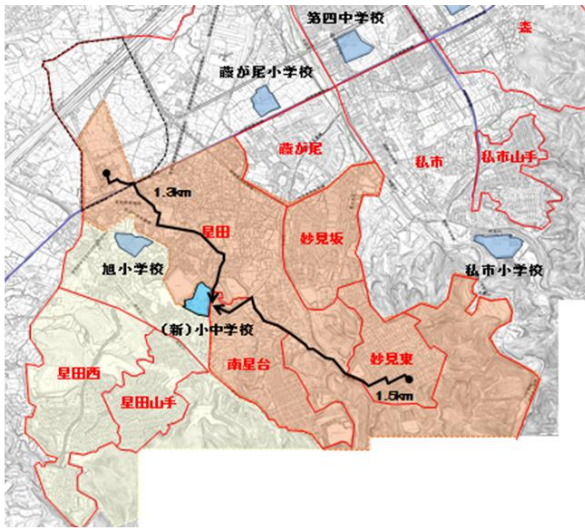 第四中学校
森
藤が尾小学校
藤が尾
私市
私市山手
1.3km
星田
妙見坂
旭小学校
私市小学校
(新)小中学校
南星台
妙見東
星田西
星田山手
1.5km